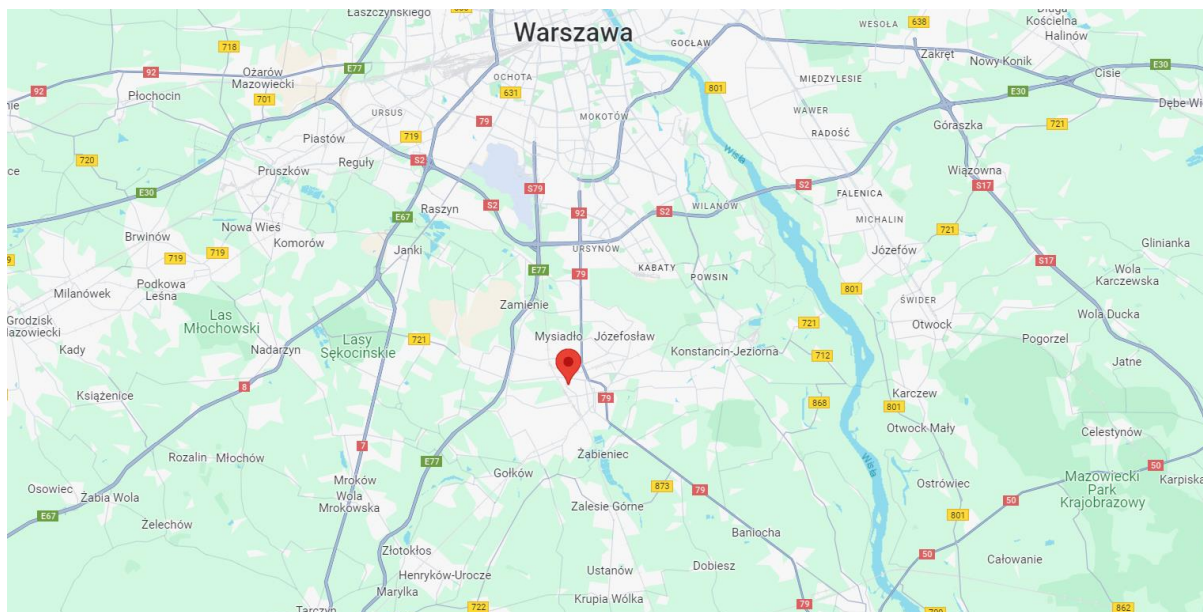 Łaszczyńskiego
Warszawa
GOCŁAW
WESOŁA
638
Kościelna
Halinów
718
Zakręt
Nowy Konik
Ożarów
Mazowiecki
E77
OCHOTA
92
Płochocin
701
631
801
MIĘDZYLESIE
E30
Cisie
92
URSUS
79
MOKOTÓW
WAWER
E30
Piastów
719
RADOŚĆ
Góraszka
721
720
Reguły
S2
Wisła
Pruszków
Wiązowna
E30
S79
S2
FALENICA
S17
E67
Raszyn
S2
92
S2
WILANÓW
MICHALIN
Nowa Wieś
Brwinów
Komorów
Janki
URSYNÓW
721
Józefów
Glinianka
719
719
E77
79
KABATY
POWSIN
S17
Wola
Karczewska
Milanówek
Podkowa
Leśna
801
ŚWIDER
Zamienie
Las
Młochowski
Lasy
Sękocińskie
721
Otwock
Wola Ducka
Kady
Nadarzyn
721
Mysiadło
Józefosław
Konstancin-Jeziorna
712
Pogorzel
Jatne
Książenice
8
79
868
Karczew
801
Otwock Mały
Celestynów
Rozalin
Młochów
7
E77
Żabieniec
Wisła
50
Osowiec
Żabia Wola
Mroków
Wola
Mrokowska
Gołków
873
79
Ostrówiec
Mazowiecki
Park
Krajobrazowy
E67
Żelechów
Zalesie Górne
50
801
Baniocha
Złotokłos
50
Całowanie
Henryków-Urocze
Ustanów
Dobiesz
Marylka
Tarczyn
722
Krupia Wólka
79
862